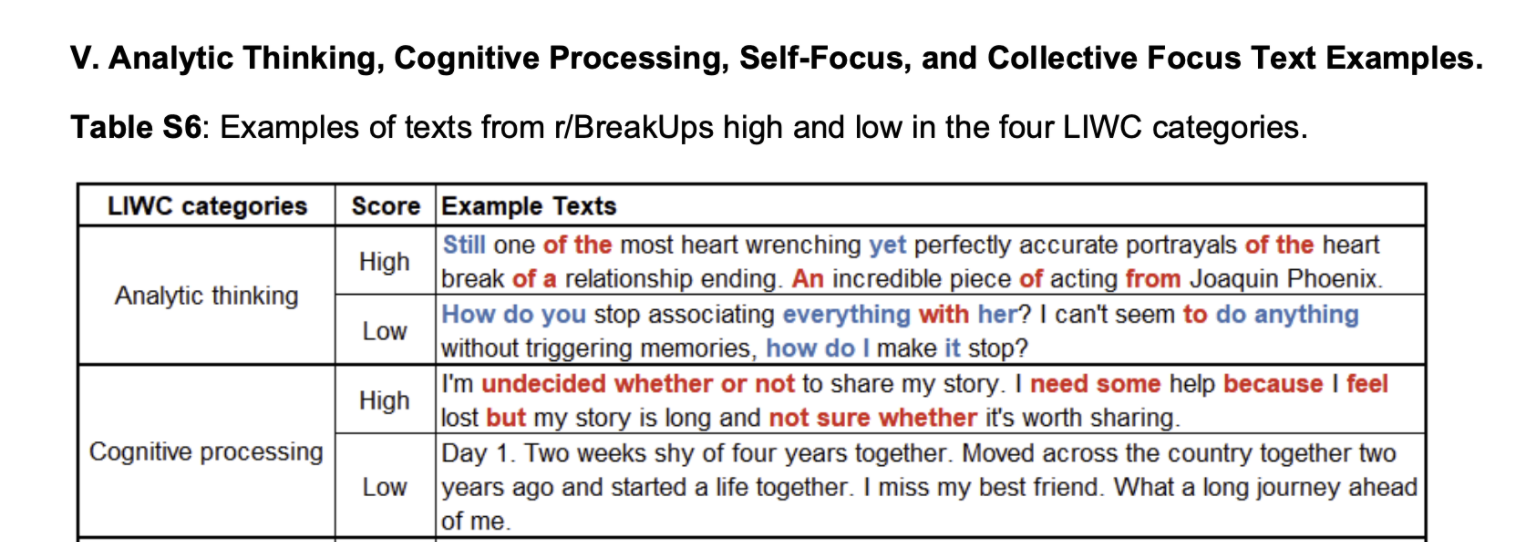 V. Analytic Thinking, Cognitive Processing, Self-Focus, and Collective Focus Text Examples.
Table S6: Examples of texts from r/BreakUps high and low in the four LIWC categories.
LIWC categories Score Example Texts
Analytic thinking
High
Still one of the most heart wrenching yet perfectly accurate portrayals of the heart
break of a relationship ending. An incredible piece of acting from Joaquin Phoenix.
Low
How do you stop associating everything with her? I can't seem to do anything
without triggering memories, how do I make it stop?
Cognitive processing
High
I'm undecided whether or not to share my story. I need some help because I feel
lost but my story is long and not sure whether it's worth sharing.
Low
Day 1. Two weeks shy of four years together. Moved across the country together two
years ago and started a life together. I miss my best friend. What a long journey ahead
of me.